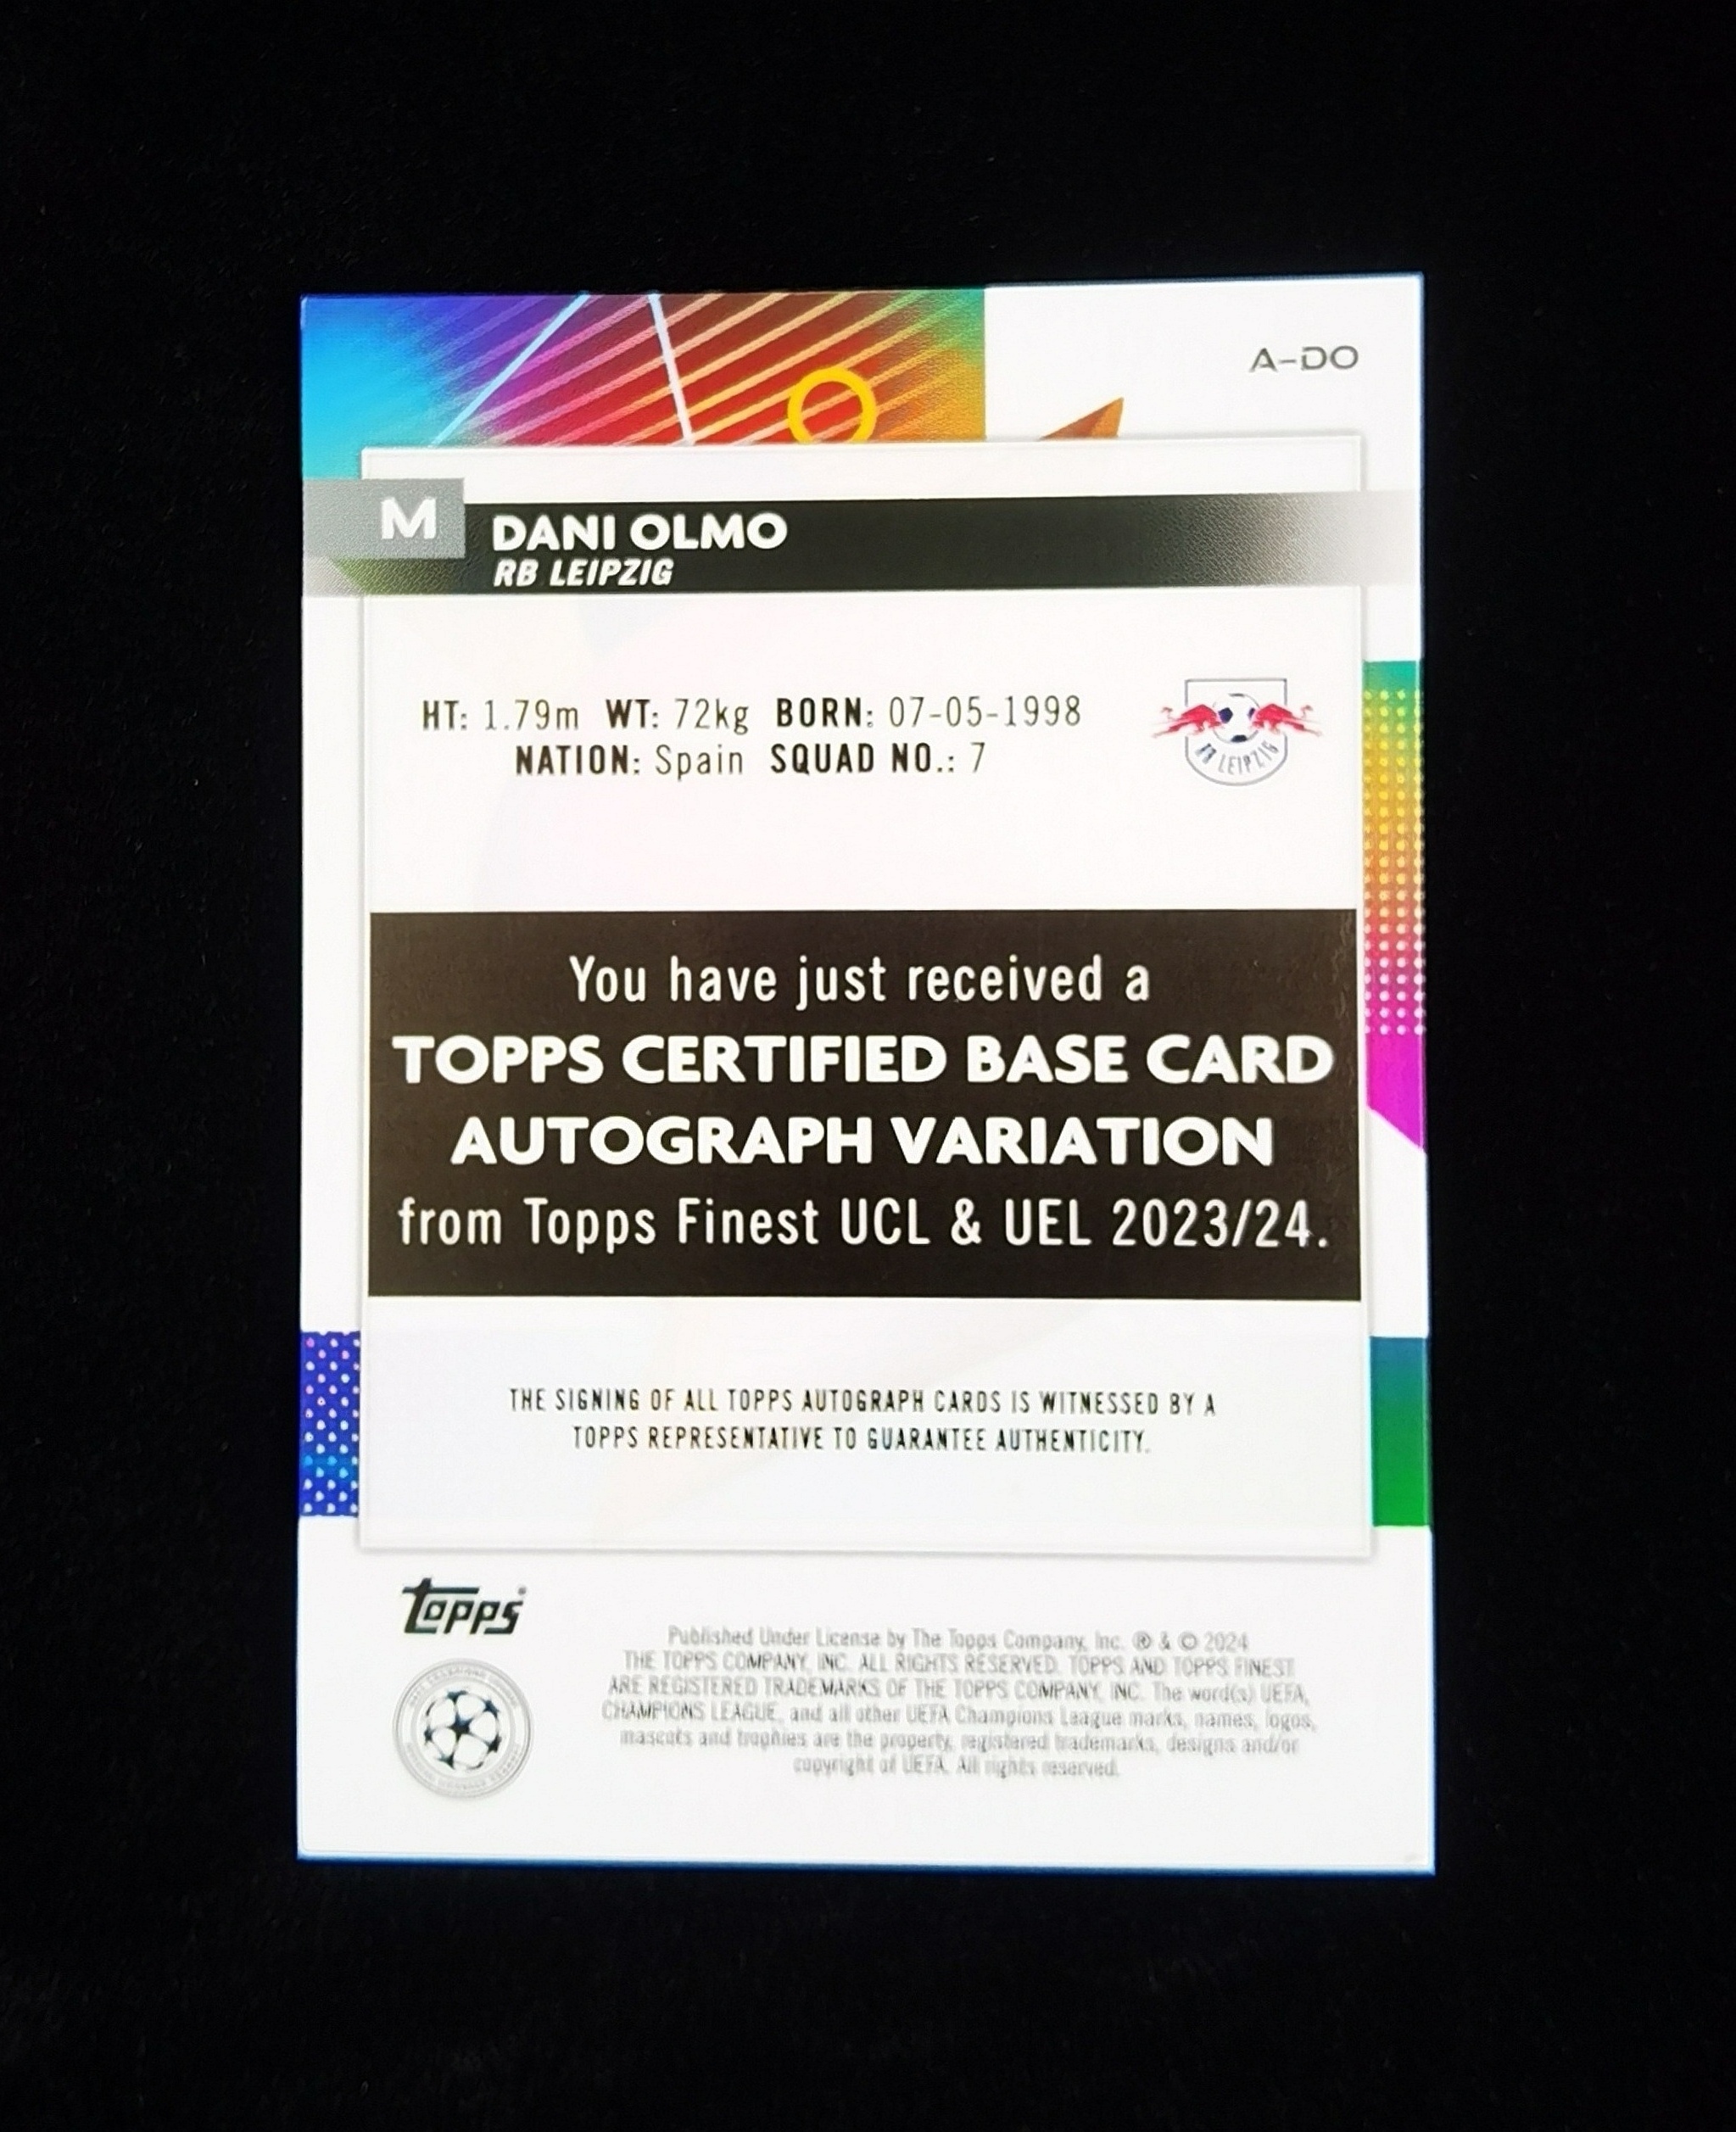 A-DO
M
DANI OLMO
RB LEIPZIG
HT: 1.79m WT: 72kg BORN: 07-05-1998
NATION: Spain SQUAD NO.: 7
RB LEIPZIG
You have just received a
TOPPS CERTIFIED BASE CARD
AUTOGRAPH VARIATION
from Topps Finest UCL & UEL 2023/24.
THE SIGNING OF ALL TOPPS AUTOGRAPH CARDS IS WITNESSED BY A
TOPPS REPRESENTATIVE TO GUARANTEE AUTHENTICITY.
topps®
Published Under License by The Topps Company, Inc. ® & © 2024
THE TOPPS COMPANY, INC. ALL RIGHTS RESERVED. TOPPS AND TOPPS FINEST
ARE REGISTERED TRADEMARKS OF THE TOPPS COMPANY, INC. The word(s) UEFA,
CHAMPIONS LEAGUE, and all other UEFA Champions League marks, names, logos,
mascots and trophies are the property, registered trademarks, designs and/or
copyright of UEFA. All rights reserved.